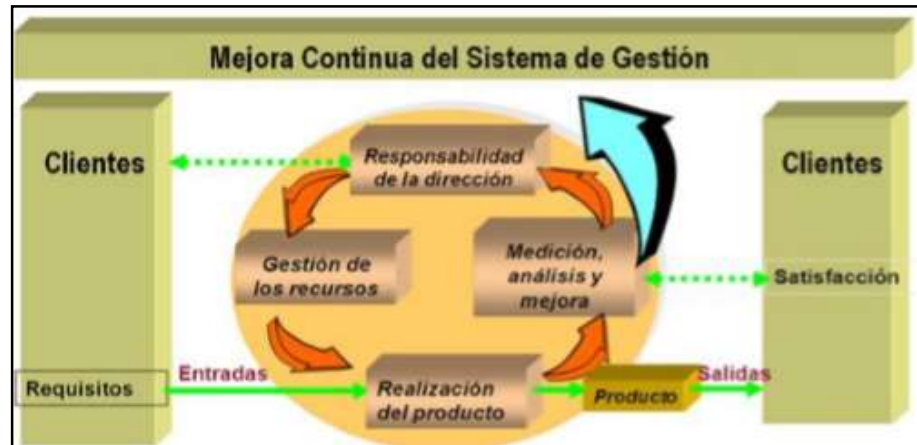 Mejora Continua del Sistema de Gestión
Clientes
Responsabilidad
de la dirección
Clientes
Gestión de
los recursos
Medición,
análisis y
mejora
Satisfacción
Requisitos
Entradas
Realización
del producto
Producto
Salidas